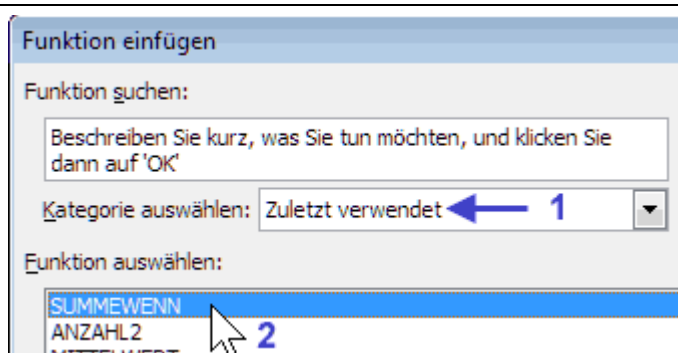 Funktion einfügen
Funktion suchen:
Beschreiben Sie kurz, was Sie tun möchten, und klicken Sie
dann auf 'OK'
Kategorie auswählen: Zuletzt verwendet 1
Funktion auswählen:
SUMMEWENN
ANZAHL2 2
MITTELWERT